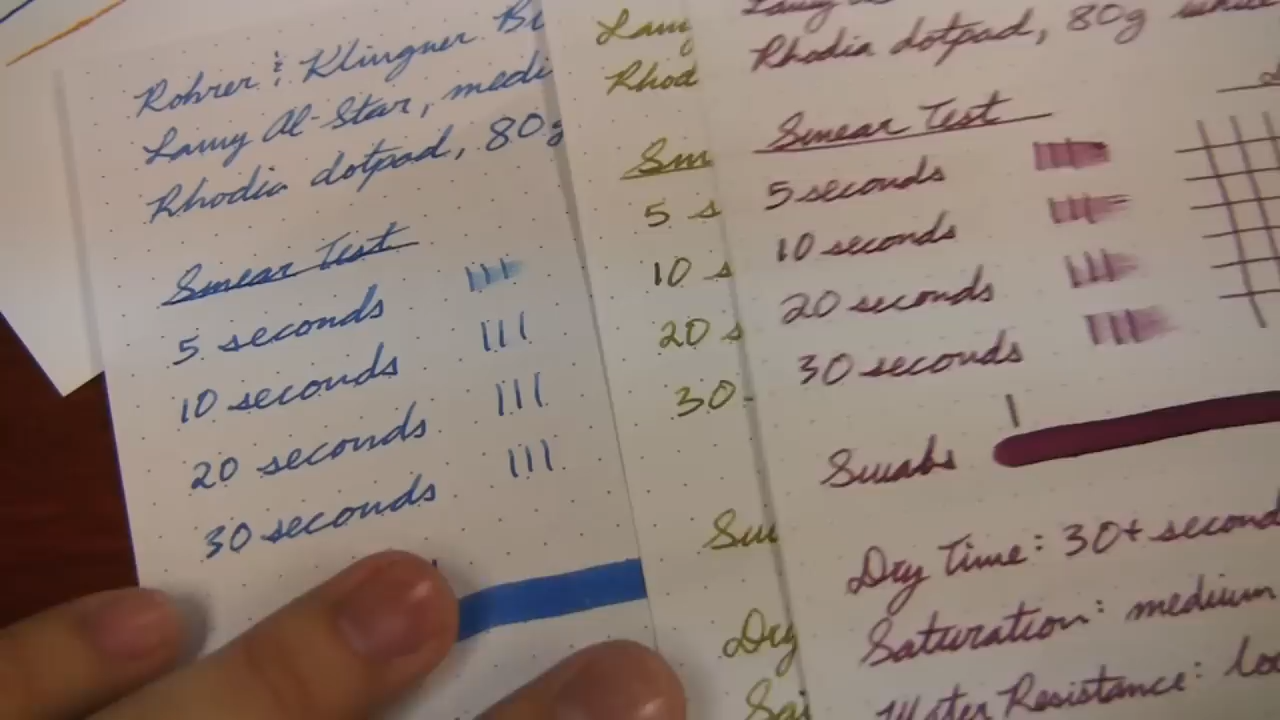 Rohrer & Klingner
Lamy Al-Star,
Rhodia dotpad, 80g
Smear Test
5 seconds
10 seconds
20 seconds
30 seconds
5 s
10 s
20 s
30
Dry
Rhodia dotpad, 80g
Smear Test
5 seconds
10 seconds
20 seconds
30 seconds
Swabs
Dry Time: 30+ second
Saturation: medium
Water Resistance: